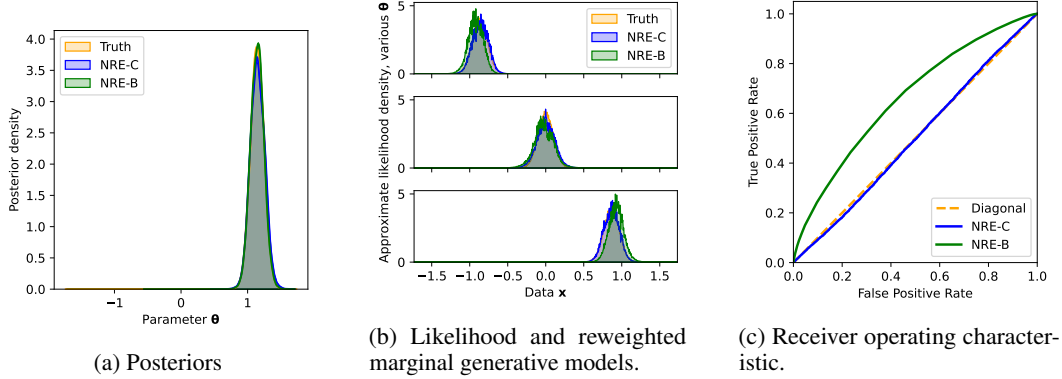 Posterior density
4.0
3.5
3.0
2.5
2.0
1.5
1.0
0.5
0.0
Truth
NRE-C
NRE-B
−1
0
1
Parameter θ
(a) Posteriors
Approximate likelihood density, various θ
5
0
5
0
5
0
Truth
NRE-C
NRE-B
−1.5
−1.0
−0.5
0.0
0.5
1.0
1.5
Data x
(b) Likelihood and reweighted
marginal generative models.
True Positive Rate
1.0
0.8
0.6
0.4
0.2
0.0
Diagonal
NRE-C
NRE-B
0.0
0.2
0.4
0.6
0.8
1.0
False Positive Rate
(c) Receiver operating character-
istic.